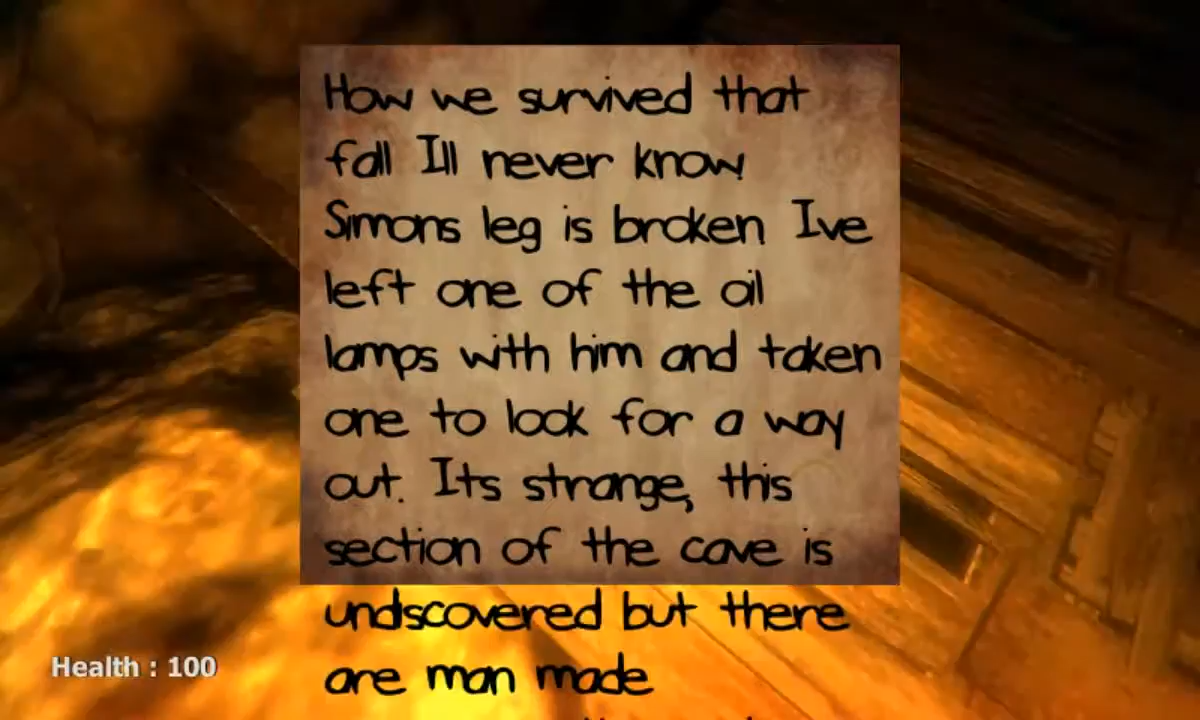 How we survived that
fall Ill never know.
Simons leg is broken. Ive
left one of the oil
lamps with him and taken
one to look for a way
out. Its strange, this
section of the cave is
undiscovered but there
are man made
Health : 100